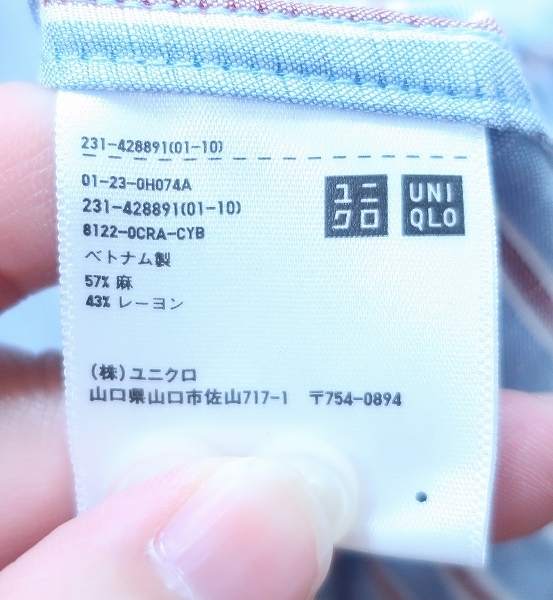 231-428891(01-10)
01-23-0H074A
231-428891(01-10)
8122-0CRA-CYB
ベトナム製
57% 麻
43% レーヨン
ユニ
クロ
UNI
QLO
(株)ユニクロ
山口県山口市佐山717-1 〒754-0894